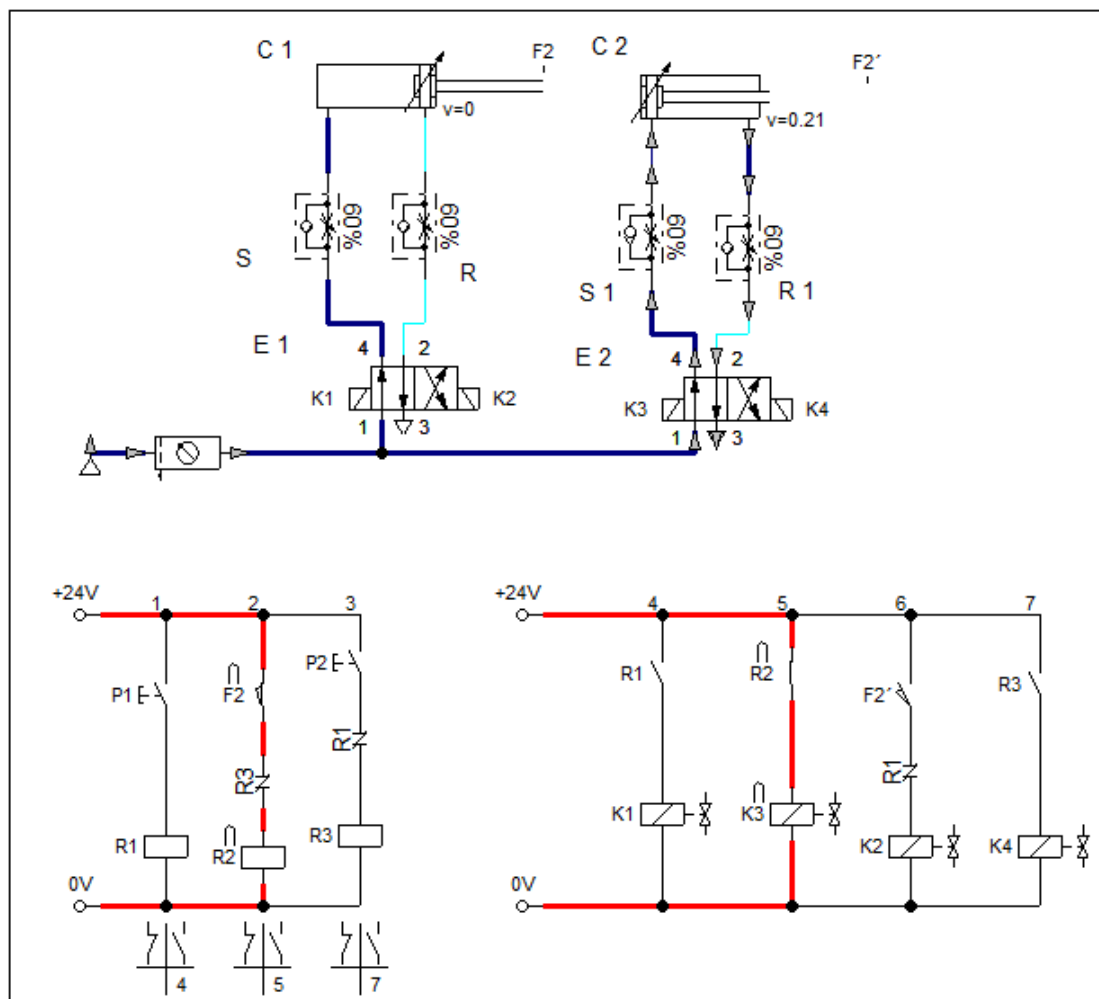 C 1
F2
C 2
F2´
v=0
v=0.21
60%
60%
60%
60%
S
R
S 1
R 1
E 1
4
2
E 2
4
2
K1
K2
K3
K4
1
3
1
3
+24V
1
2
3
+24V
4
5
6
7
P1
F2
P2
R1
R2
F2´
R3
R1
R3
R1
R1
R2
R3
K1
K3
K2
K4
0V
0V
4
5
7